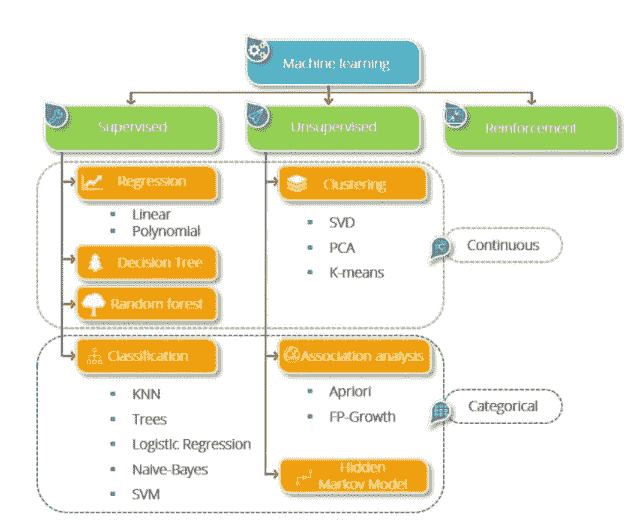 Machine learning
Supervised
Unsupervised
Reinforcement
Regression
Linear
Polynomial
Decision Tree
Random forest
Clustering
SVD
PCA
K-means
Continuous
Classification
KNN
Trees
Logistic Regression
Naive-Bayes
SVM
Association analysis
Apriori
FP-Growth
Hidden
Markov Model
Categorical